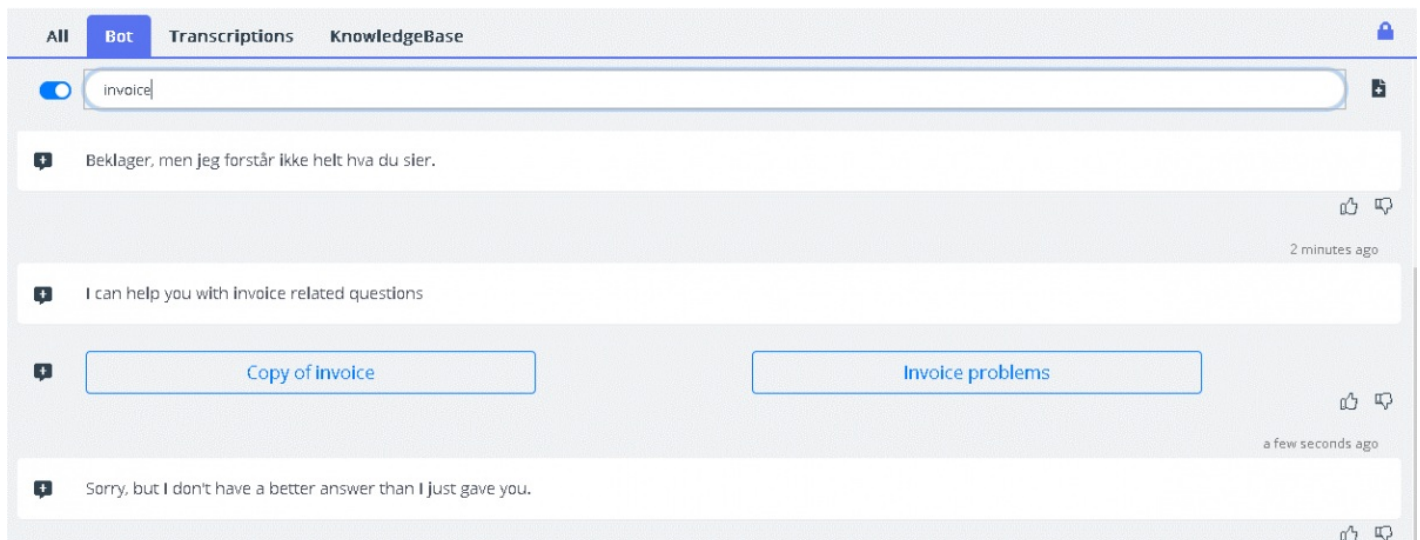 All Bot Transcriptions KnowledgeBase
invoice
Beklager, men jeg forstår ikke helt hva du sier.
2 minutes ago
I can help you with invoice related questions
Copy of invoice Invoice problems
a few seconds ago
Sorry, but I don't have a better answer than I just gave you.